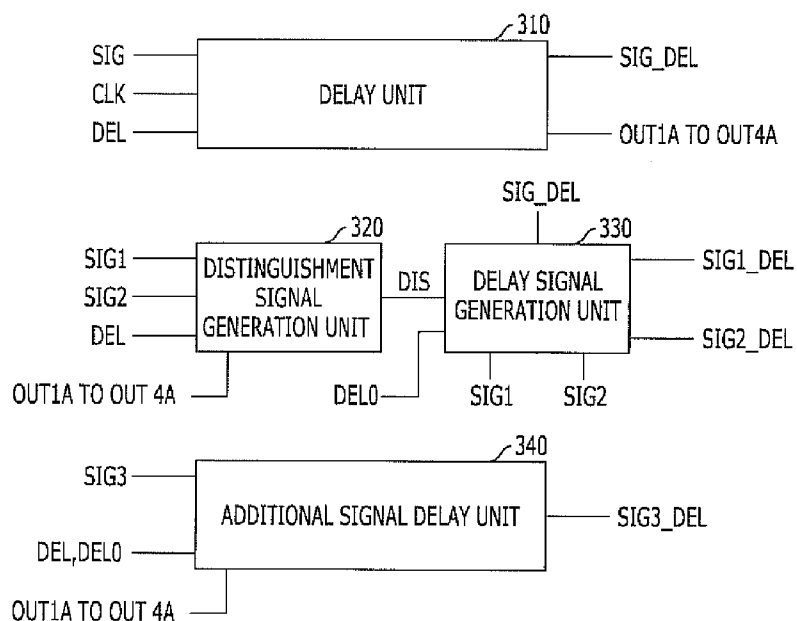 310
SIG
CLK
DEL
DELAY UNIT
SIG_DEL
OUT1A TO OUT4A
SIG_DEL
320
330
SIG1
SIG2
DEL
DISTINGUISHMENT
SIGNAL
GENERATION UNIT
DIS
DELAY SIGNAL
GENERATION UNIT
SIG1_DEL
SIG2_DEL
OUT1A TO OUT 4A
DEL0
SIG1
SIG2
340
SIG3
ADDITIONAL SIGNAL DELAY UNIT
SIG3_DEL
DEL,DEL0
OUT1A TO OUT 4A